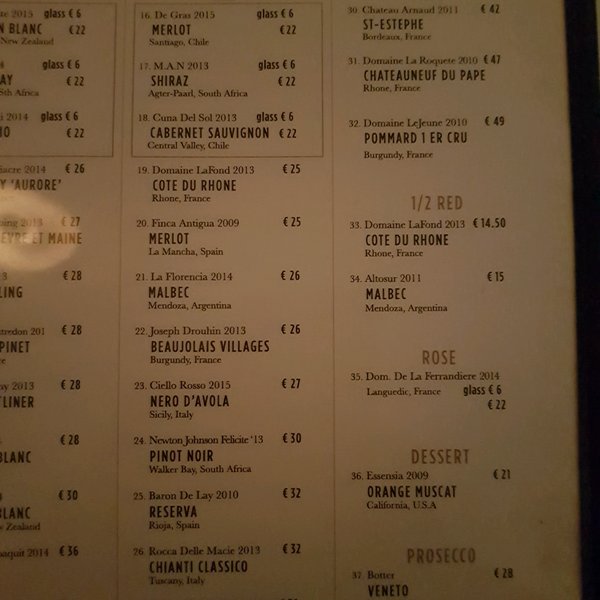 te 2015 glass € 6
N BLANC € 22
New Zealand
glass € 6
AY € 22
Sth Africa
i 2014 glass € 6
IO € 22
iacre 2014 € 26
Y 'AURORE'
ing 2013 € 27
EVRE ET MAINE
3 € 28
LING
tredon 201 € 28
PINET
ay 2013 € 28
TLINER
4 € 28
BLANC
4 € 30
BLANC
w Zealand
aquit 2014 € 36
16. De Gras 2015 glass € 6
MERLOT € 22
Santiago, Chile
17. M.A.N 2013 glass € 6
SHIRAZ € 22
Agter-Paarl, South Africa
18. Cuna Del Sol 2013 glass € 6
CABERNET SAUVIGNON € 22
Central Valley, Chile
19. Domaine LaFond 2013 € 25
COTE DU RHONE
Rhone, France
20. Finca Antigua 2009 € 25
MERLOT
La Mancha, Spain
21. La Florencia 2014 € 26
MALBEC
Mendoza, Argentina
22. Joseph Drouhin 2013 € 26
BEAUJOLAIS VILLAGES
Burgundy, France
23. Ciello Rosso 2015 € 27
NERO D'AVOLA
Sicily, Italy
24. Newton Johnson Felicite '13 € 30
PINOT NOIR
Walker Bay, South Africa
25. Baron De Lay 2010 € 32
RESERVA
Rioja, Spain
26. Rocca Delle Macie 2013 € 32
CHIANTI CLASSICO
Tuscany, Italy
30. Chateau Arnaud 2011 € 42
ST-ESTEPHE
Bordeaux, France
31. Domaine La Roquete 2010 € 47
CHATEAUNEUF DU PAPE
Rhone, France
32. Domaine LeJeune 2010 € 49
POMMARD 1 ER CRU
Burgundy, France
1/2 RED
33. Domaine LaFond 2013 € 14.50
COTE DU RHONE
Rhone, France
34. Altosur 2011 € 15
MALBEC
Mendoza, Argentina
ROSE
35. Dom. De La Ferrandiere 2014
Languedic, France glass € 6
€ 22
DESSERT
36. Essensia 2009 € 21
ORANGE MUSCAT
California, U.S.A
PROSECCO
37. Botter € 28
VENETO